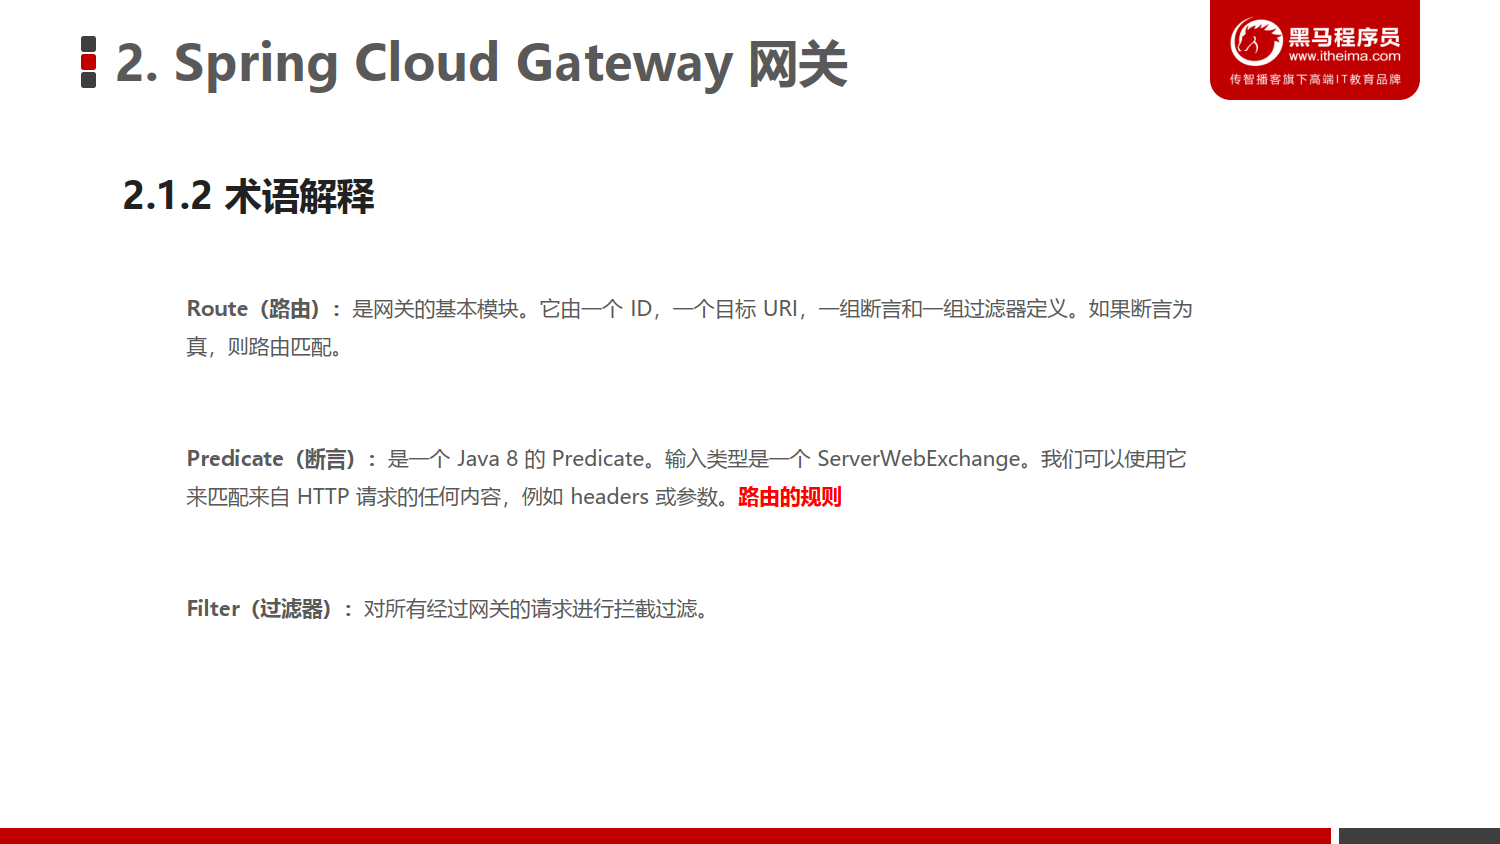 2. Spring Cloud Gateway 网关
黑马程序员
www.itheima.com
传智播客旗下高端IT教育品牌
2.1.2 术语解释
Route（路由）：是网关的基本模块。它由一个 ID，一个目标 URI，一组断言和一组过滤器定义。如果断言为
真，则路由匹配。
Predicate（断言）：是一个 Java 8 的 Predicate。输入类型是一个 ServerWebExchange。我们可以使用它
来匹配来自 HTTP 请求的任何内容，例如 headers 或参数。路由的规则
Filter（过滤器）：对所有经过网关的请求进行拦截过滤。